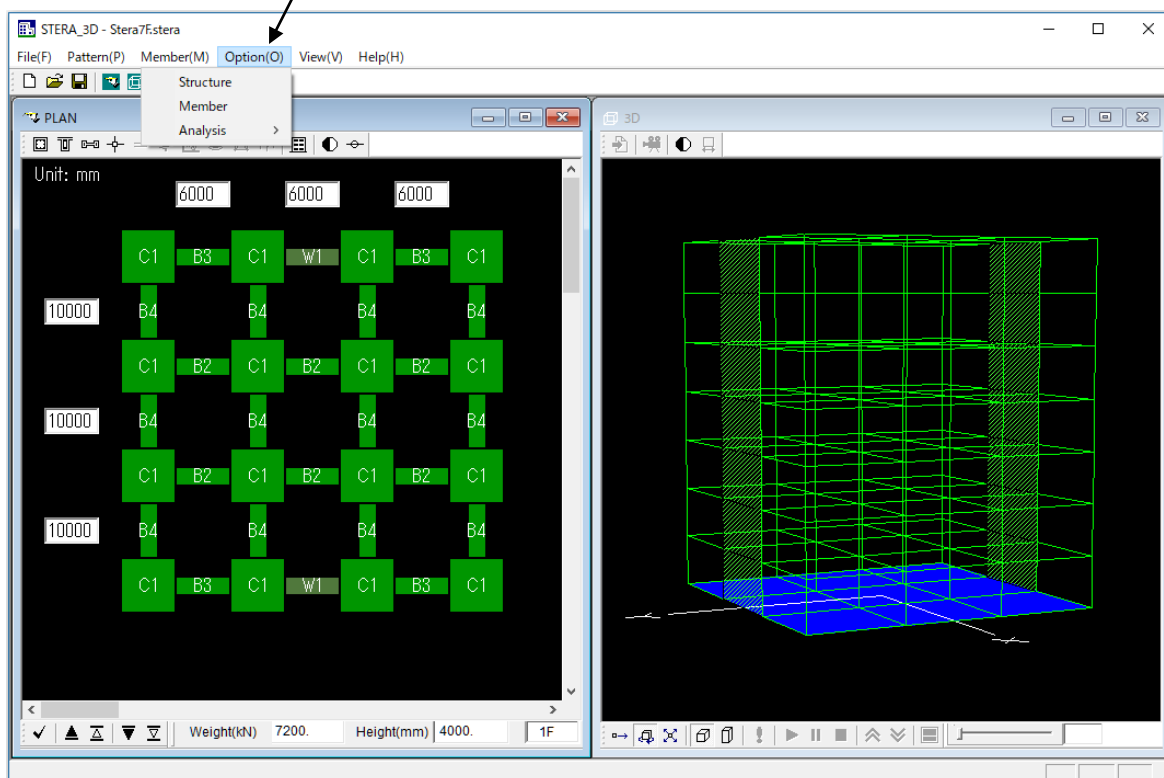 STERA_3D - Stera7F.stera
File(F) Pattern(P) Member(M) Option(O) View(V) Help(H)
Structure
Member
Analysis
PLAN
Unit: mm
6000 6000 6000
C1 B3 C1 W1 C1 B3 C1
10000 B4 B4 B4 B4
C1 B2 C1 B2 C1 B2 C1
10000 B4 B4 B4 B4
C1 B2 C1 B2 C1 B2 C1
10000 B4 B4 B4 B4
C1 B3 C1 W1 C1 B3 C1
Weight(kN) 7200. Height(mm) 4000. 1F
3D